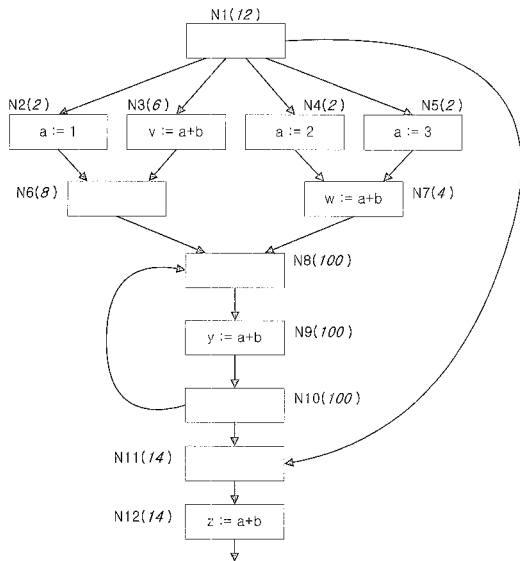 N1(12)
N2(2)
N3(6)
N4(2)
N5(2)
a := 1
v := a+b
a := 2
a := 3
N6(8)
w := a+b
N7(4)
N8(100)
y := a+b
N9(100)
N10(100)
N11(14)
N12(14)
z := a+b